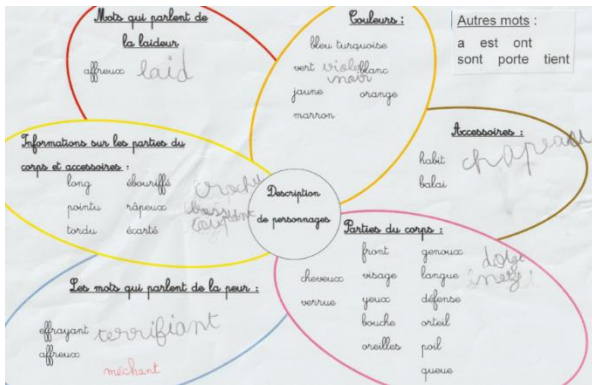 Mots qui parlent de
la laideur
affreux laid
Couleurs :
bleu turquoise
vert violet blanc
noir
jaune orange
marron
Autres mots :
a est ont
sont porte tient
Informations sur les parties du
corps et accessoires :
long ébouriffé crochu
pointu râpeux
tordu écarté
Description
de personnages
Accessoires :
habit chapeau
balai
Parties du corps :
front genoux
cheveux visage langue
verrue yeux défense
bouche orteil
oreilles poil
queue
Les mots qui parlent de la peur :
effrayant terrifiant
affreux
méchant